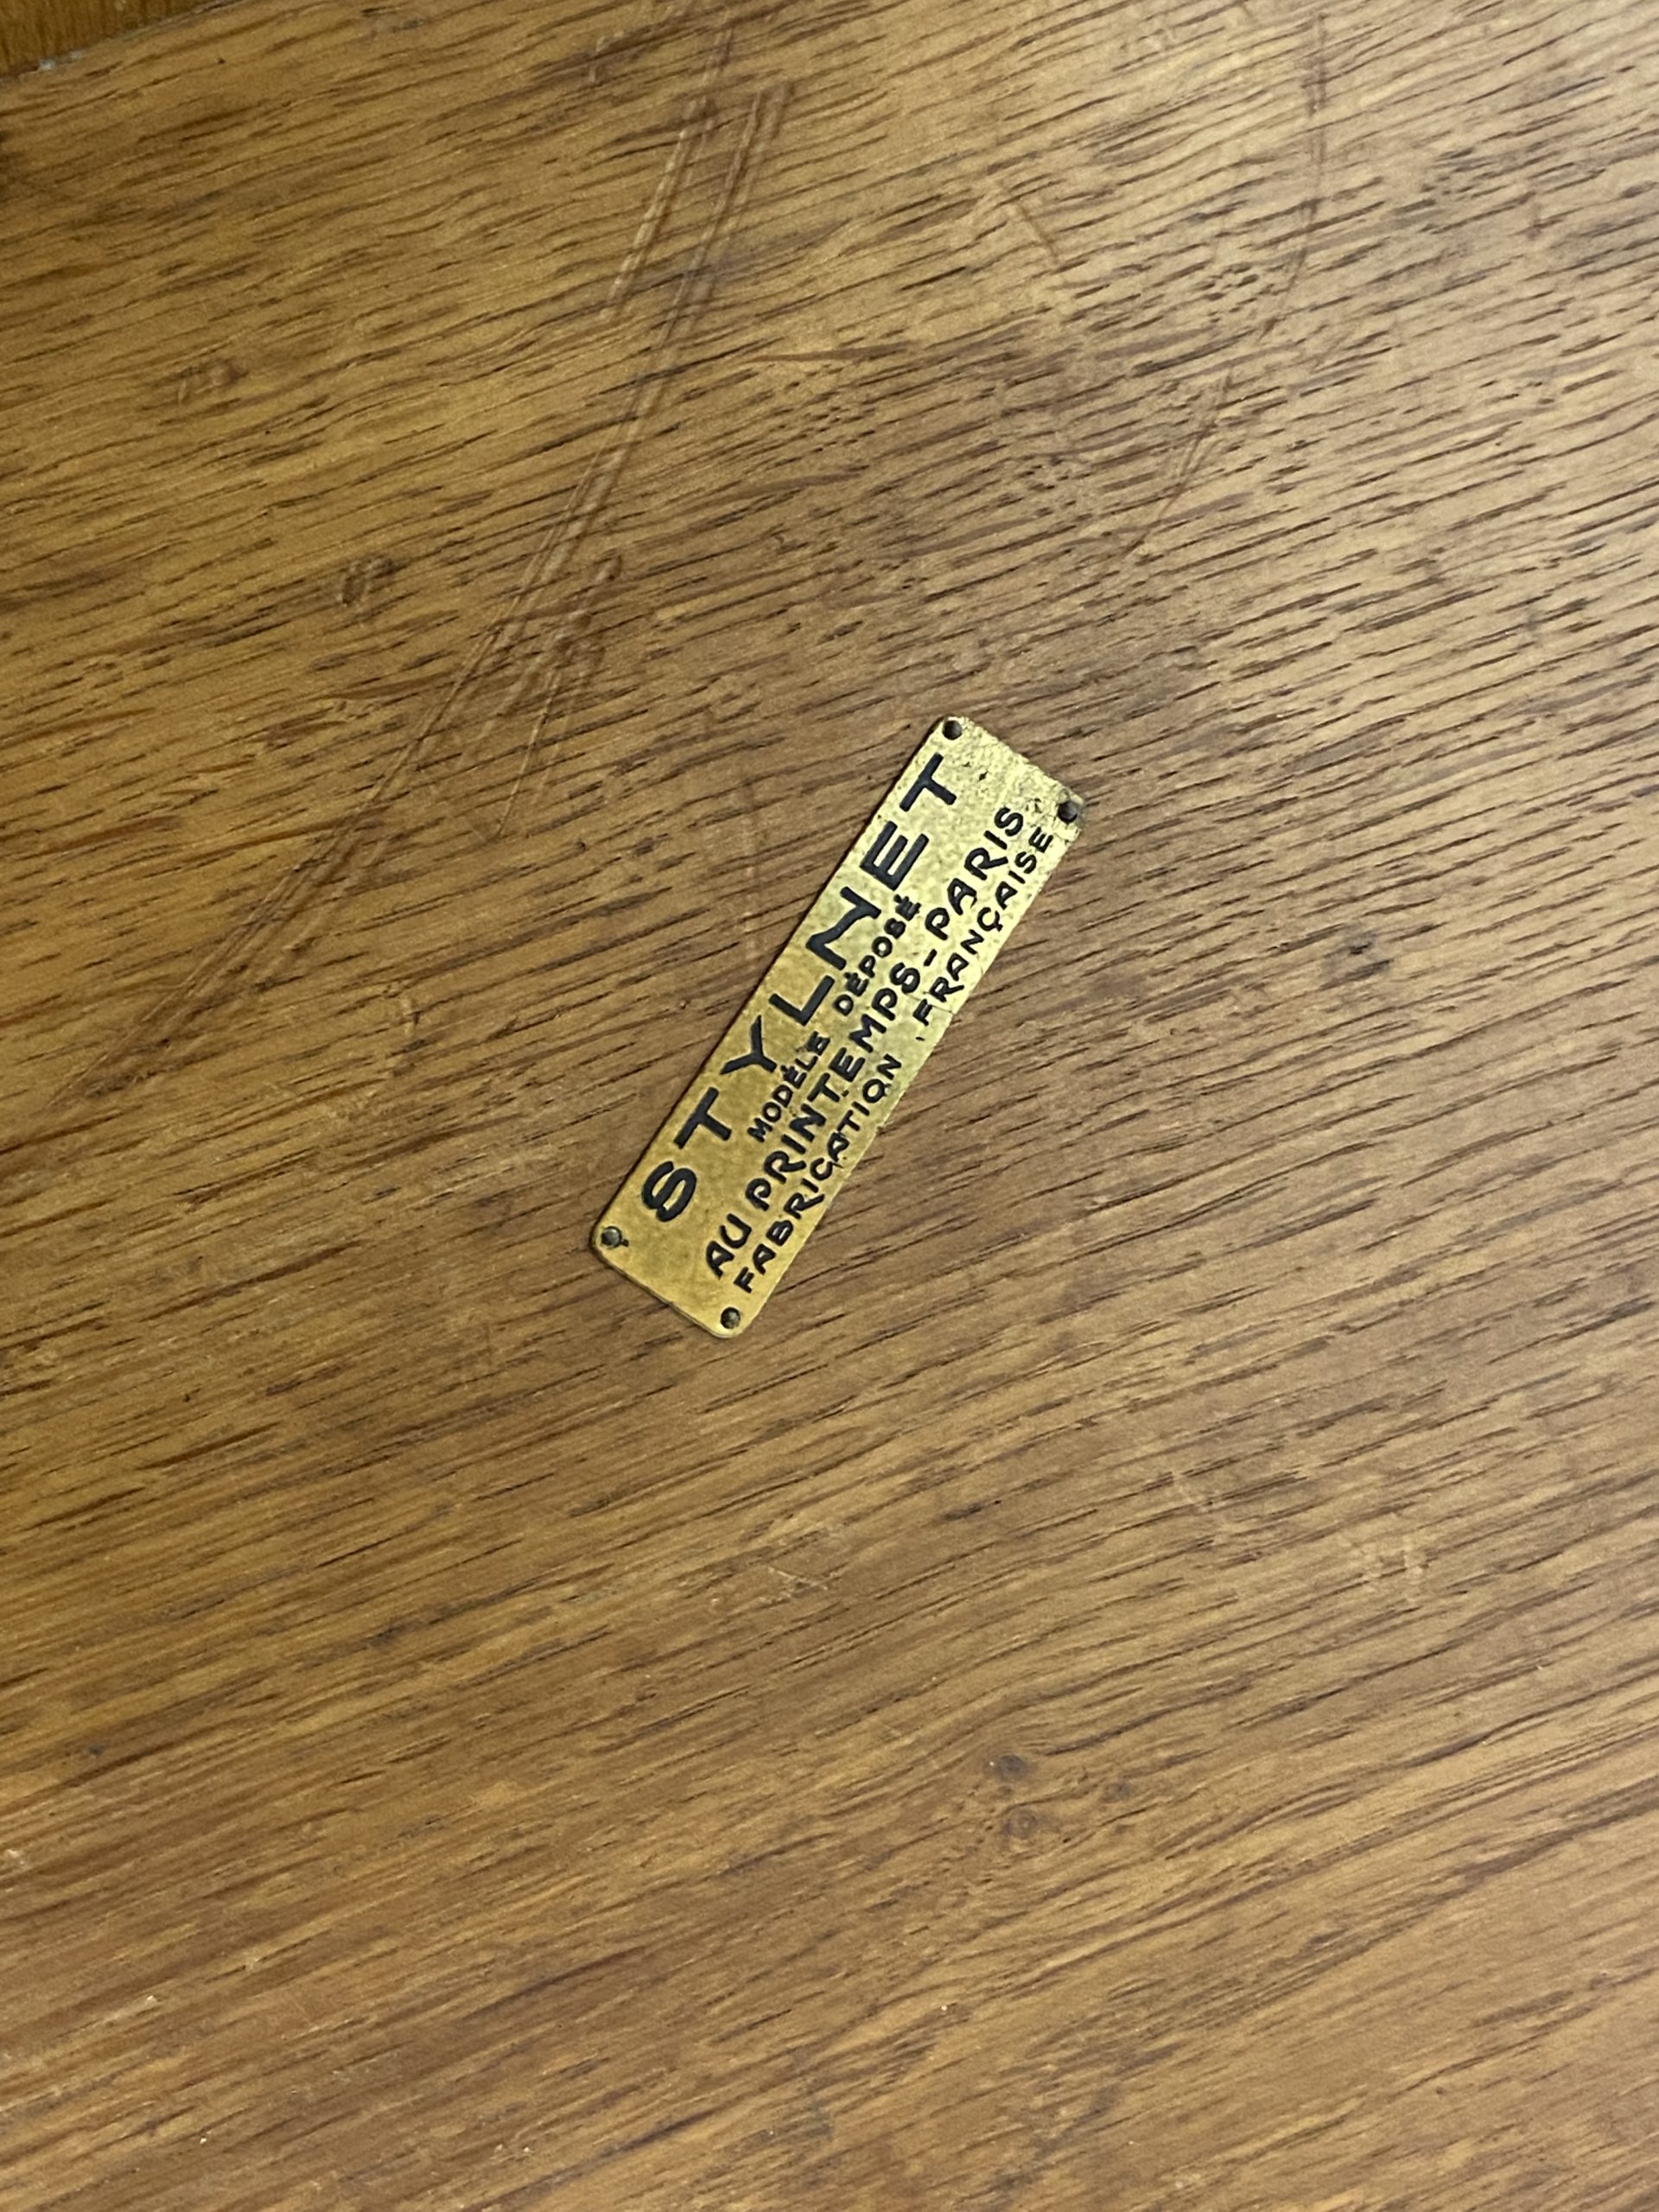 STYLNET
MODÈLE DÉPOSÉ
AU PRINTEMPS-PARIS
FABRICATION FRANÇAISE